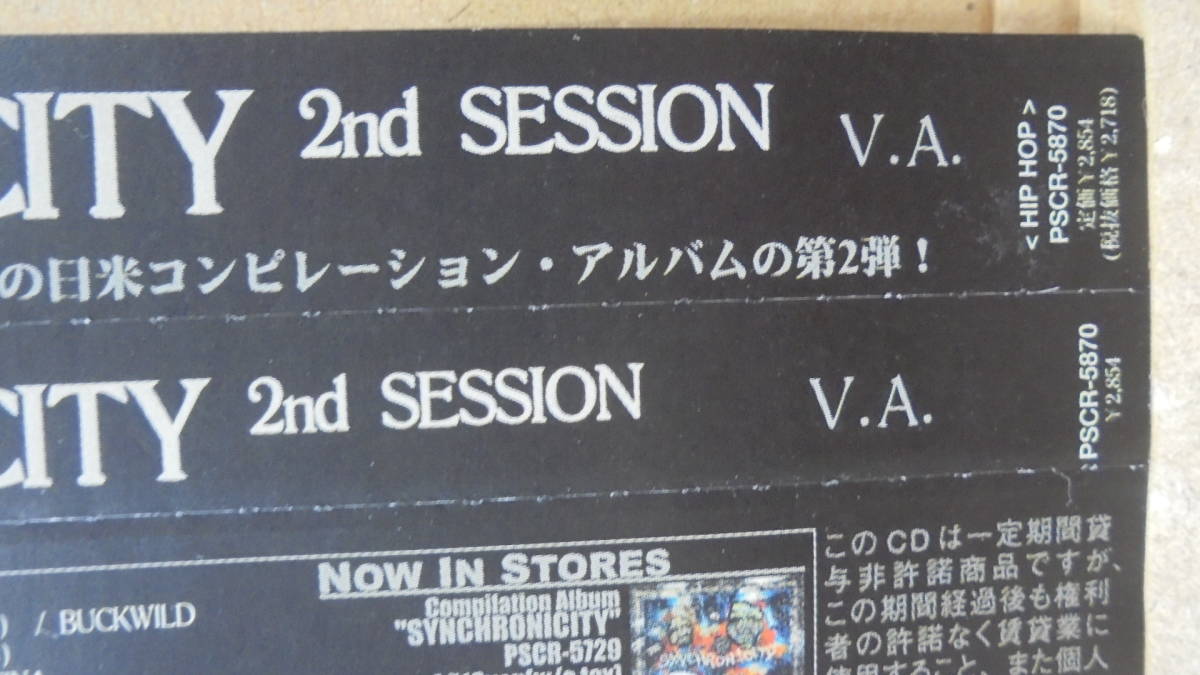 CITY 2nd SESSION V.A.
の日米コンピレーション・アルバムの第2弾！
< HIP HOP >
PSCR-5870
定価￥2,854
(税抜価格￥2,718)
CITY 2nd SESSION V.A.
PSCR-5870
￥2,854
NOW IN STORES
Compilation Album
"SYNCHRONICITY"
PSCR-5729
) / BUCKWILD
)
SYNCHRONICITY
このCDは一定期間貸
与非許諾商品ですが、
この期間経過後も権利
者の許諾なく賃貸業に
使用すること、また個人